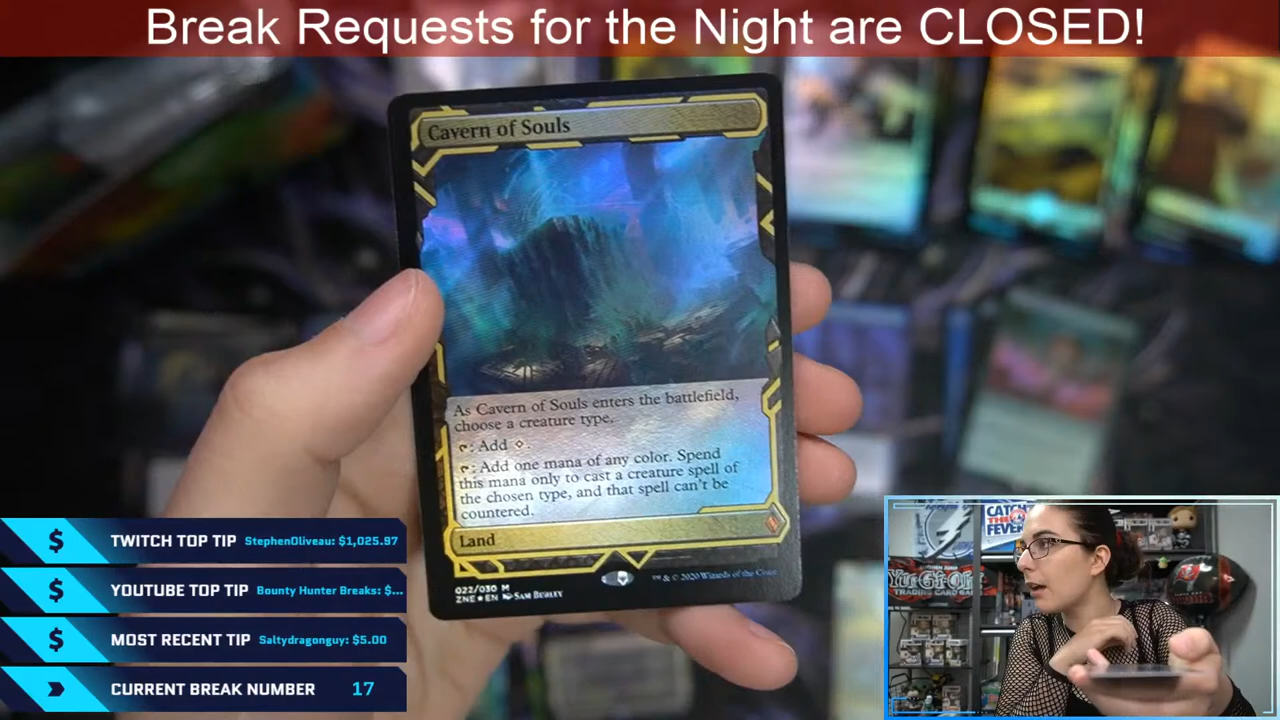 Break Requests for the Night are CLOSED!
Cavern of Souls
As Cavern of Souls enters the battlefield,
choose a creature type.
: Add
: Add one mana of any color. Spend
this mana only to cast a creature spell of
the chosen type, and that spell can't be
countered.
Land
022/030 M
ZNE★EN
™ & © 2020 Wizards of the Coast
CATCH
THE
FEVER
Yu-Gi-Oh!
TRADING CARD GAME
TWITCH TOP TIP StephenOliveau: $1,025.97
YOUTUBE TOP TIP Bounty Hunter Breaks: $...
MOST RECENT TIP Saltydragonguy: $5.00
CURRENT BREAK NUMBER 17